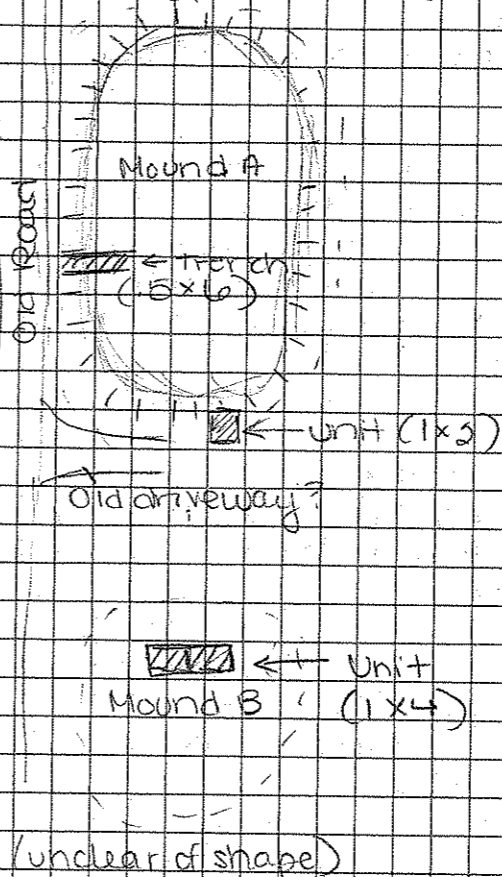 Mound A
Old Road
← Trench
(.5×6)
← Unit (1×2)
Old driveway?
← Unit
(1×4)
Mound B
(unclear of shape)